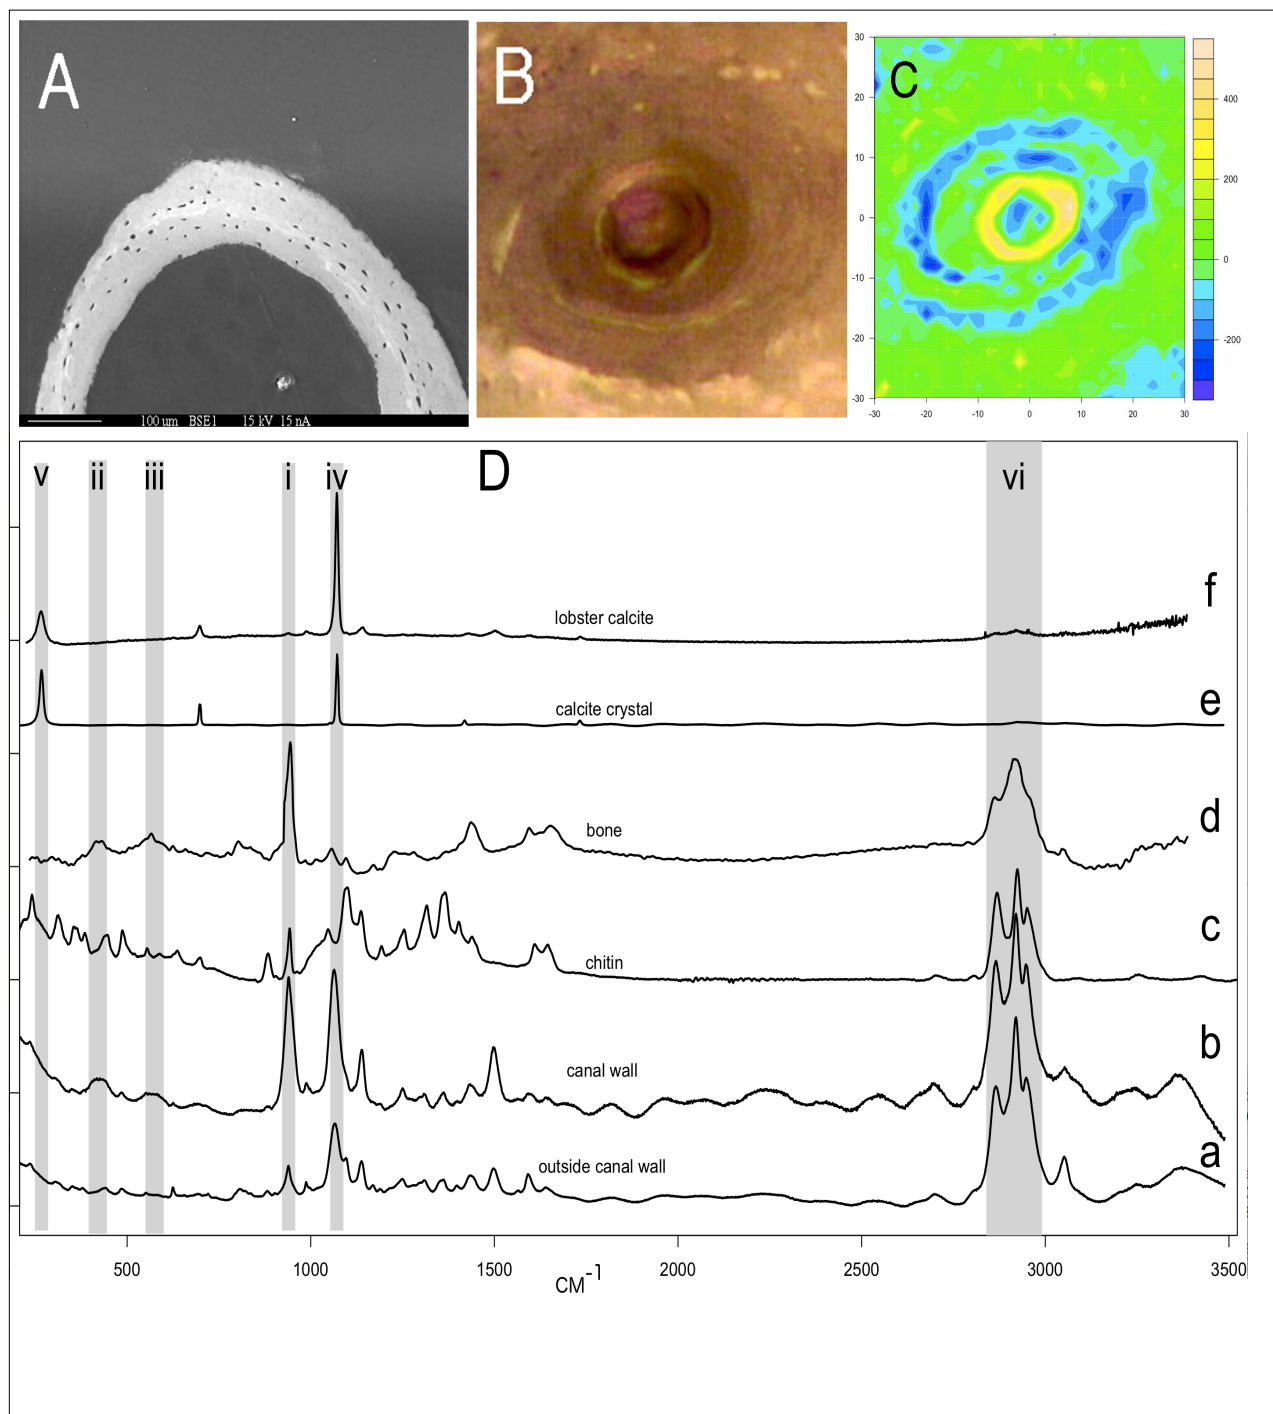 A
B
C
100 um BSE1 15 kV 15 nA
30
20
10
0
-10
-20
-30
-30
-20
-10
0
10
20
30
400
200
0
-200
D
v
ii
iii
i
iv
vi
lobster calcite
f
calcite crystal
e
bone
d
chitin
c
canal wall
b
outside canal wall
a
500
1000
1500
2000
2500
3000
3500
CM-1